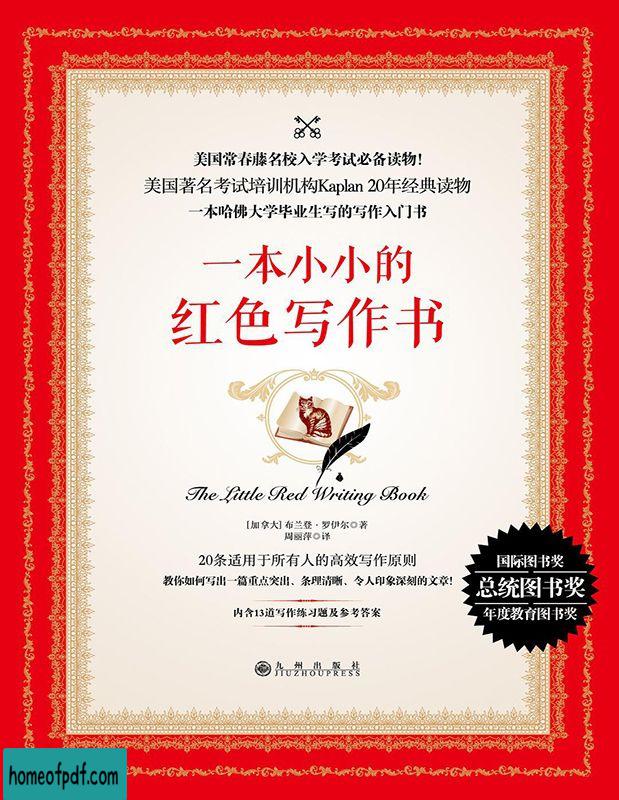 美国常春藤名校入学考试必备读物!
美国著名考试培训机构Kaplan 20年经典读物
一本哈佛大学毕业生写的写作入门书
一本小小的
红色写作书
The Little Red Writing Book
[加拿大] 布兰登·罗伊尔 著
周丽萍 译
20条适用于所有人的高效写作原则
教你如何写出一篇重点突出、条理清晰、令人印象深刻的文章!
内含13道写作练习题及参考答案
国际图书奖
总统图书奖
年度教育图书奖
九州出版社
JIUZHOUPRESS
homeofpdf.com